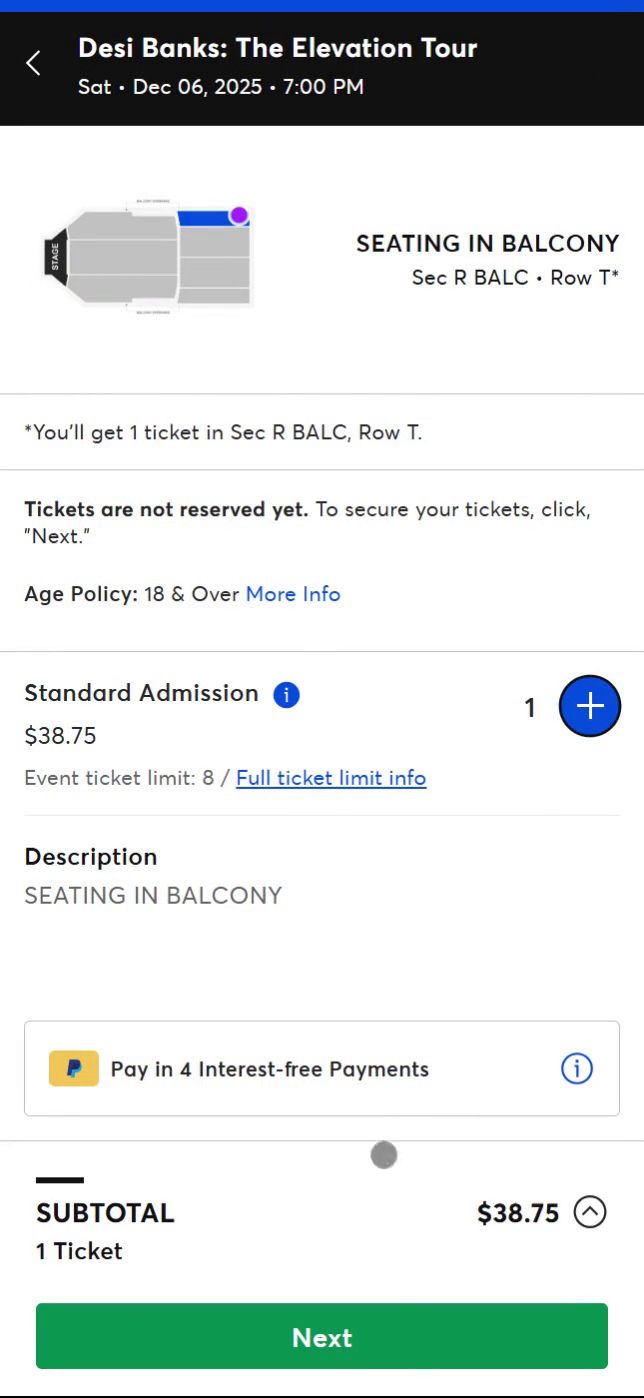 Desi Banks: The Elevation Tour
Sat • Dec 06, 2025 • 7:00 PM
STAGE
SEATING IN BALCONY
Sec R BALC • Row T*
*You'll get 1 ticket in Sec R BALC, Row T.
Tickets are not reserved yet. To secure your tickets, click,
"Next."
Age Policy: 18 & Over More Info
Standard Admission
1
$38.75
Event ticket limit: 8 / Full ticket limit info
Description
SEATING IN BALCONY
Pay in 4 Interest-free Payments
SUBTOTAL
$38.75
1 Ticket
Next